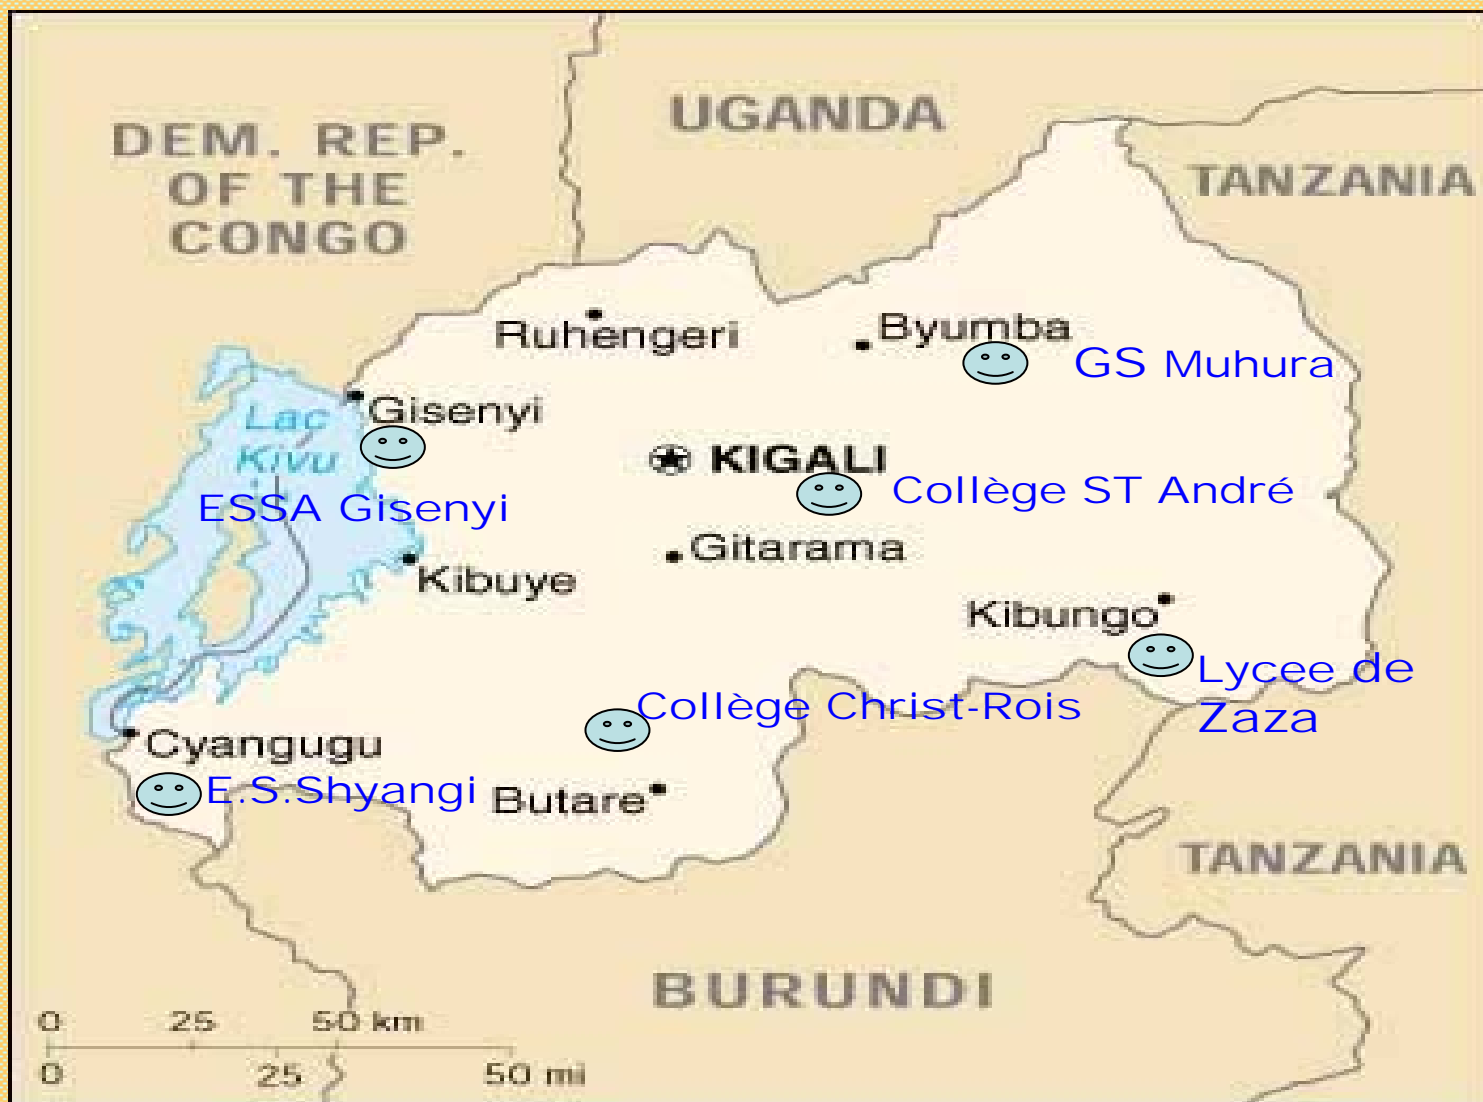 UGANDA
DEM. REP.
OF THE
CONGO
TANZANIA
Ruhengeri
Byumba
GS Muhura
Gisenyi
Lac
Kivu
KIGALI
ESSA Gisenyi
Collège ST André
Gitarama
Kibuye
Kibungo
Lycee de
Zaza
Collège Christ-Rois
Cyangugu
E.S.Shyangi
Butare
TANZANIA
BURUNDI
0 25 50 km
0 25 50 mi